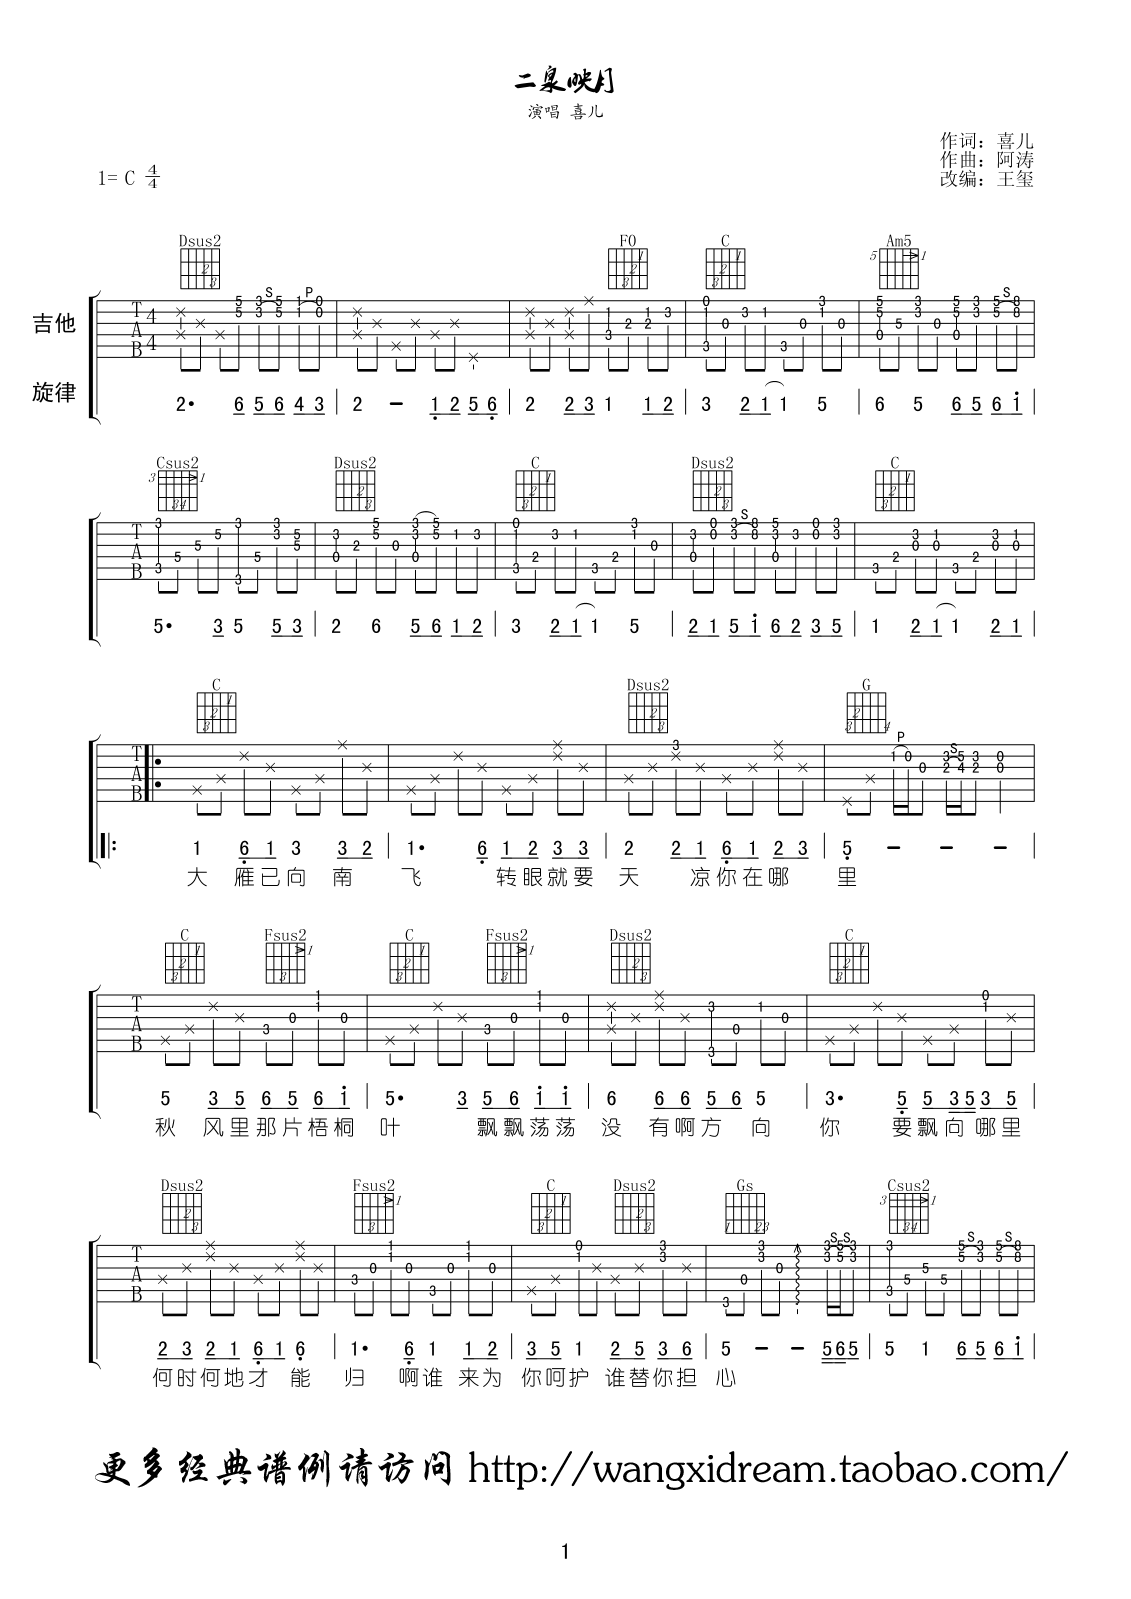 二泉映月
演唱 喜儿
作词：喜儿
作曲：阿涛
改编：王玺
1= C 4/4
Dsus2 F0 C Am5
吉他
旋律
2· 6 5 6 4 3 | 2 - 1 2 5 6 | 2 2 3 1 1 2 | 3 2 1 1 5 | 6 5 6 5 6 1 |
Csus2 Dsus2 C Dsus2 C
5· 3 5 5 3 | 2 6 5 6 1 2 | 3 2 1 1 5 | 2 1 5 1 6 2 3 5 | 1 2 1 1 2 1 |
C Dsus2 G
1 6 1 3 3 2 | 1· 6 1 2 3 3 | 2 2 1 6 1 2 3 | 5 - - - |
大 雁已向 南 飞 转眼就要 天 凉你在哪 里
C Fsus2 C Fsus2 Dsus2 C
5 3 5 6 5 6 1 | 5· 3 5 6 1 1 | 6 6 6 5 6 5 | 3· 5 5 3 5 3 5 |
秋 风里那片梧桐 叶 飘飘荡荡 没 有啊方 向 你 要飘向哪里
Dsus2 Fsus2 C Dsus2 Gs Csus2
2 3 2 1 6 1 6 | 1· 6 1 1 2 | 3 5 1 2 5 3 6 | 5 - - 5 6 5 | 5 1 6 5 6 1 |
何时何地才 能 归 啊谁 来为 你呵护 谁替你担 心
更多经典谱例请访问 http://wangxidream.taobao.com/
1